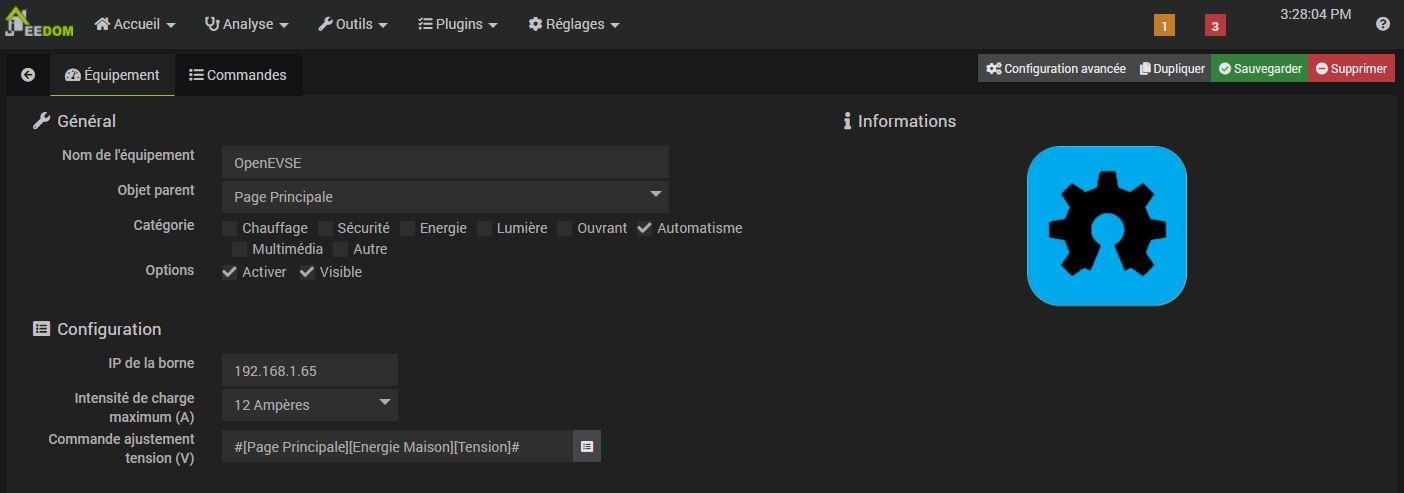 JEEDOM Accueil Analyse Outils Plugins Réglages 1 3 3:28:04 PM
Équipement Commandes Configuration avancée Dupliquer Sauvegarder Supprimer
Général
Informations
Nom de l'équipement OpenEVSE
Objet parent Page Principale
Catégorie Chauffage Sécurité Energie Lumière Ouvrant Automatisme
Multimédia Autre
Options Activer Visible
Configuration
IP de la borne 192.168.1.65
Intensité de charge
maximum (A)
12 Ampères
Commande ajustement
tension (V)
#[Page Principale][Energie Maison][Tension]#